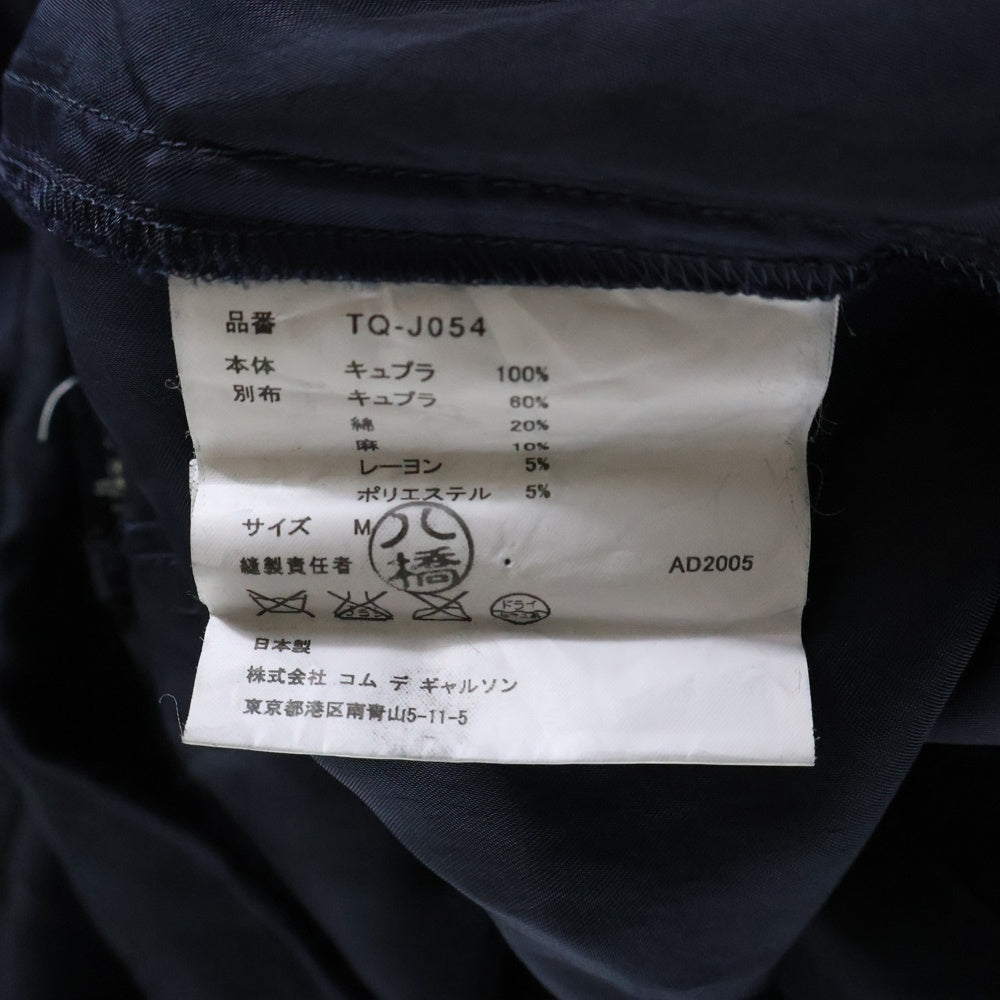 品番 TQ-J054
本体 キュプラ 100%
別布 キュプラ 60%
綿 20%
麻 10%
レーヨン 5%
ポリエステル 5%
サイズ M
縫製責任者 八橋 AD2005
ドライ
日本製
株式会社 コム デ ギャルソン
東京都港区南青山5-11-5